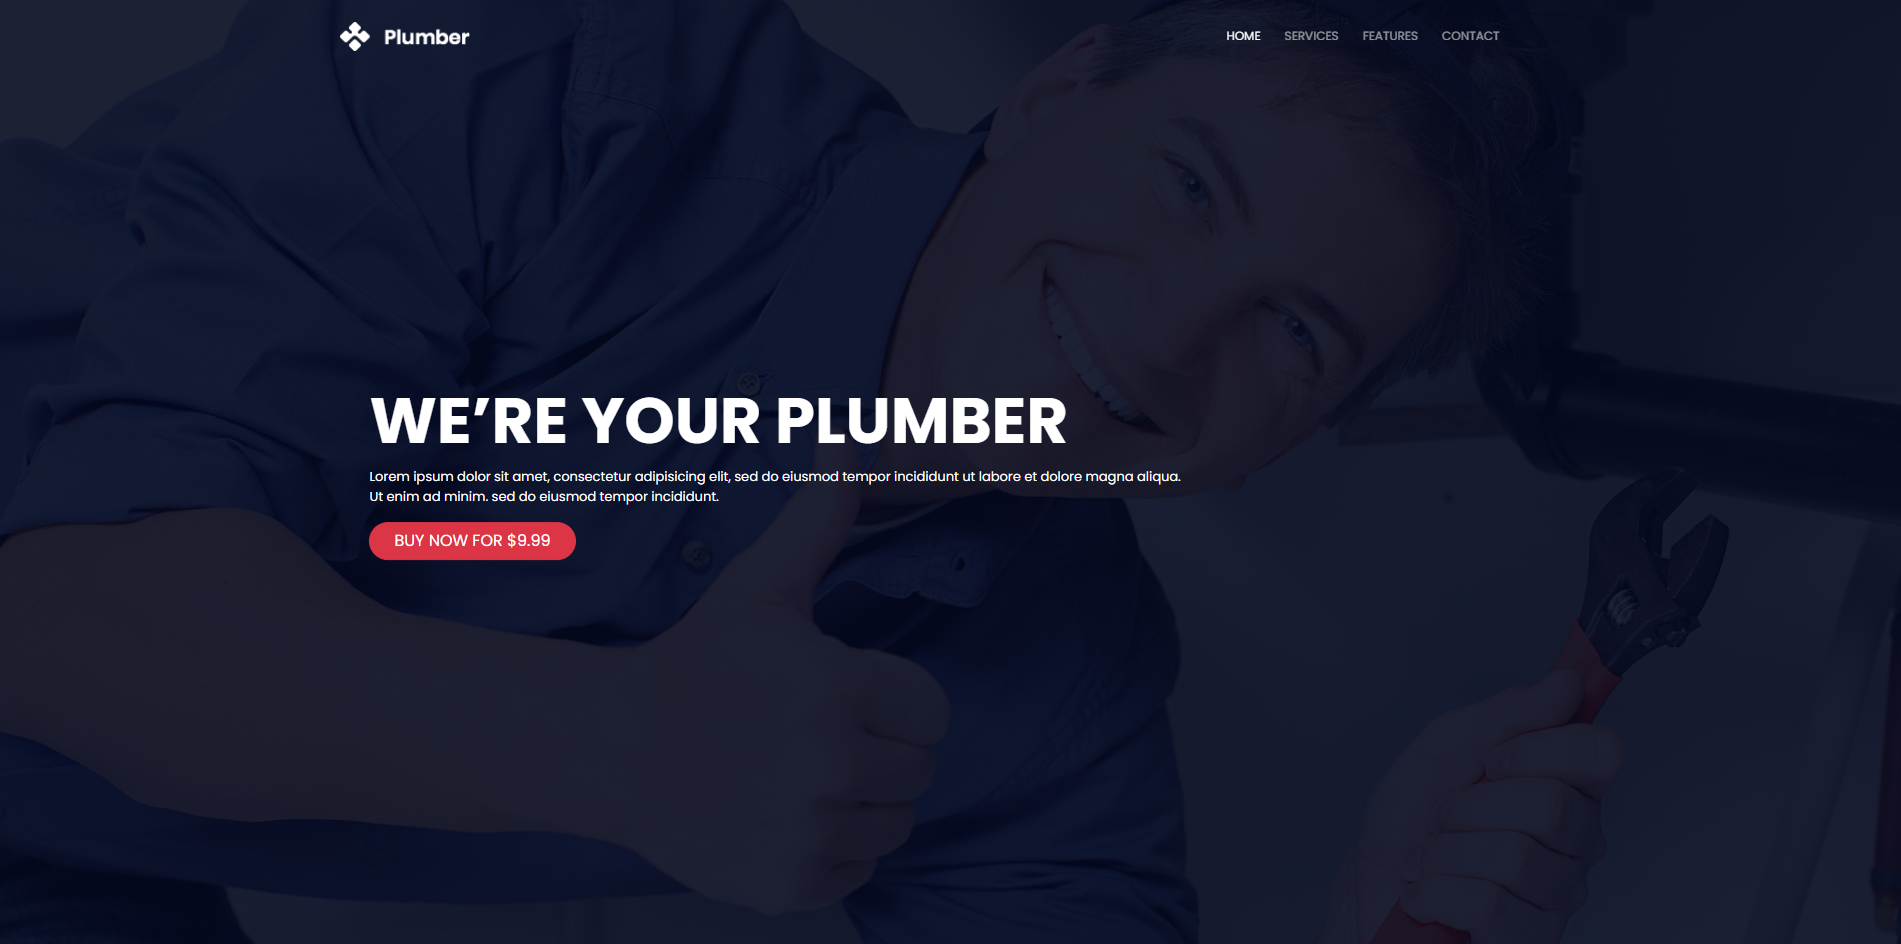 Plumber
HOME SERVICES FEATURES CONTACT
WE’RE YOUR PLUMBER
Lorem ipsum dolor sit amet, consectetur adipisicing elit, sed do eiusmod tempor incididunt ut labore et dolore magna aliqua.
Ut enim ad minim. sed do eiusmod tempor incididunt.
BUY NOW FOR $9.99